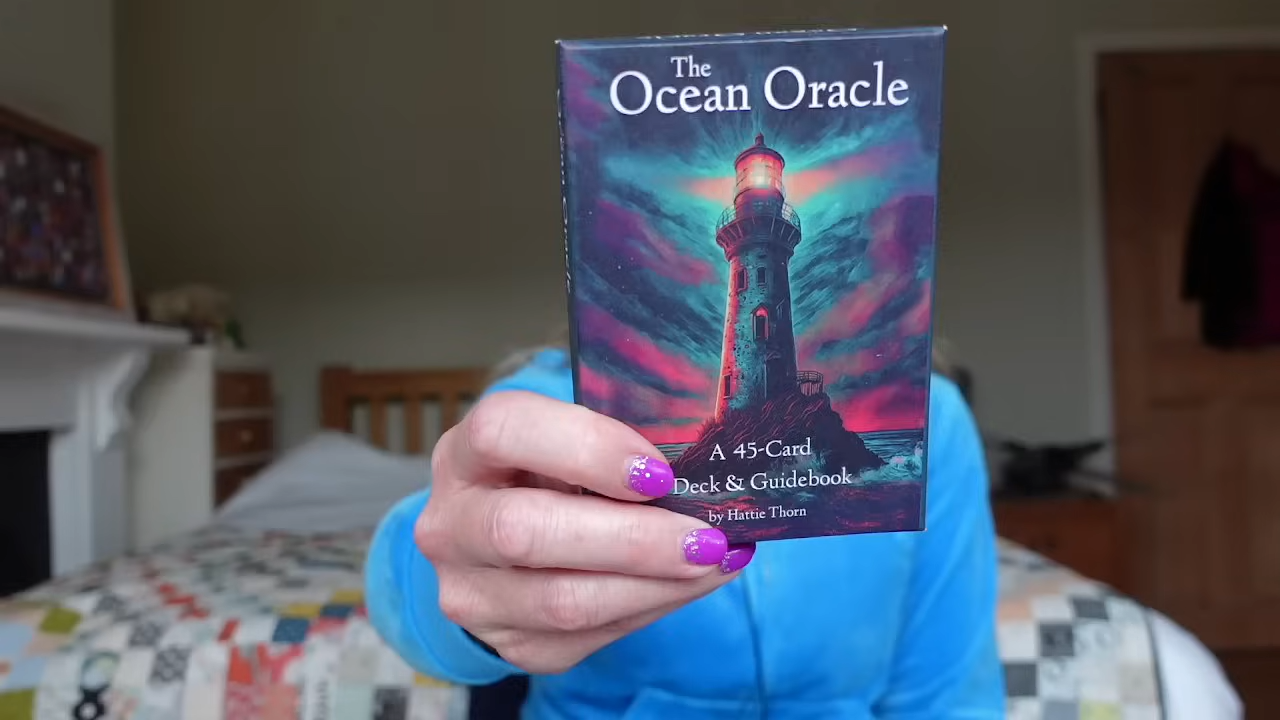 The
Ocean Oracle
A 45-Card
Deck & Guidebook
by Hattie Thorn